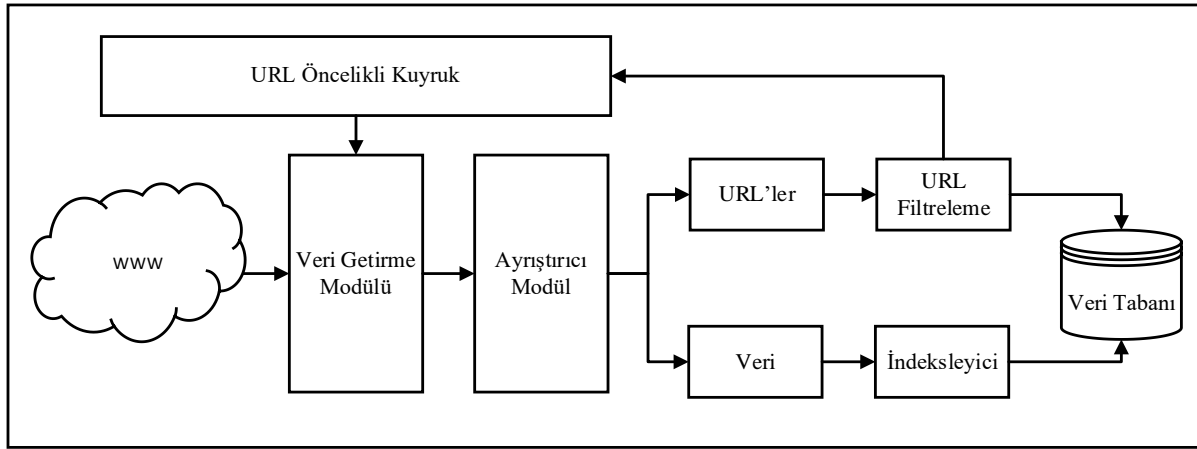 URL Öncelikli Kuyruk
www
Veri Getirme
Modülü
Ayrıştırıcı
Modül
URL'ler
URL
Filtreleme
Veri
İndeksleyici
Veri Tabanı